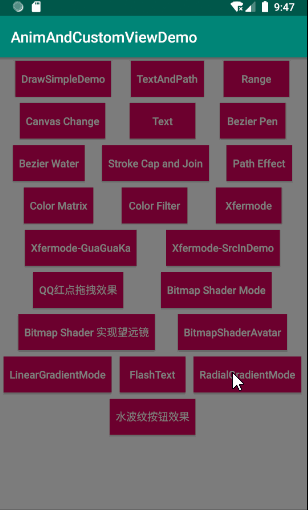 9:47
AnimAndCustomViewDemo
DrawSimpleDemo TextAndPath Range
Canvas Change Text Bezier Pen
Bezier Water Stroke Cap and Join Path Effect
Color Matrix Color Filter Xfermode
Xfermode-GuaGuaKa Xfermode-SrcInDemo
QQ红点拖拽效果 Bitmap Shader Mode
Bitmap Shader 实现望远镜 BitmapShaderAvatar
LinearGradientMode FlashText RadialGradientMode
水波纹按钮效果